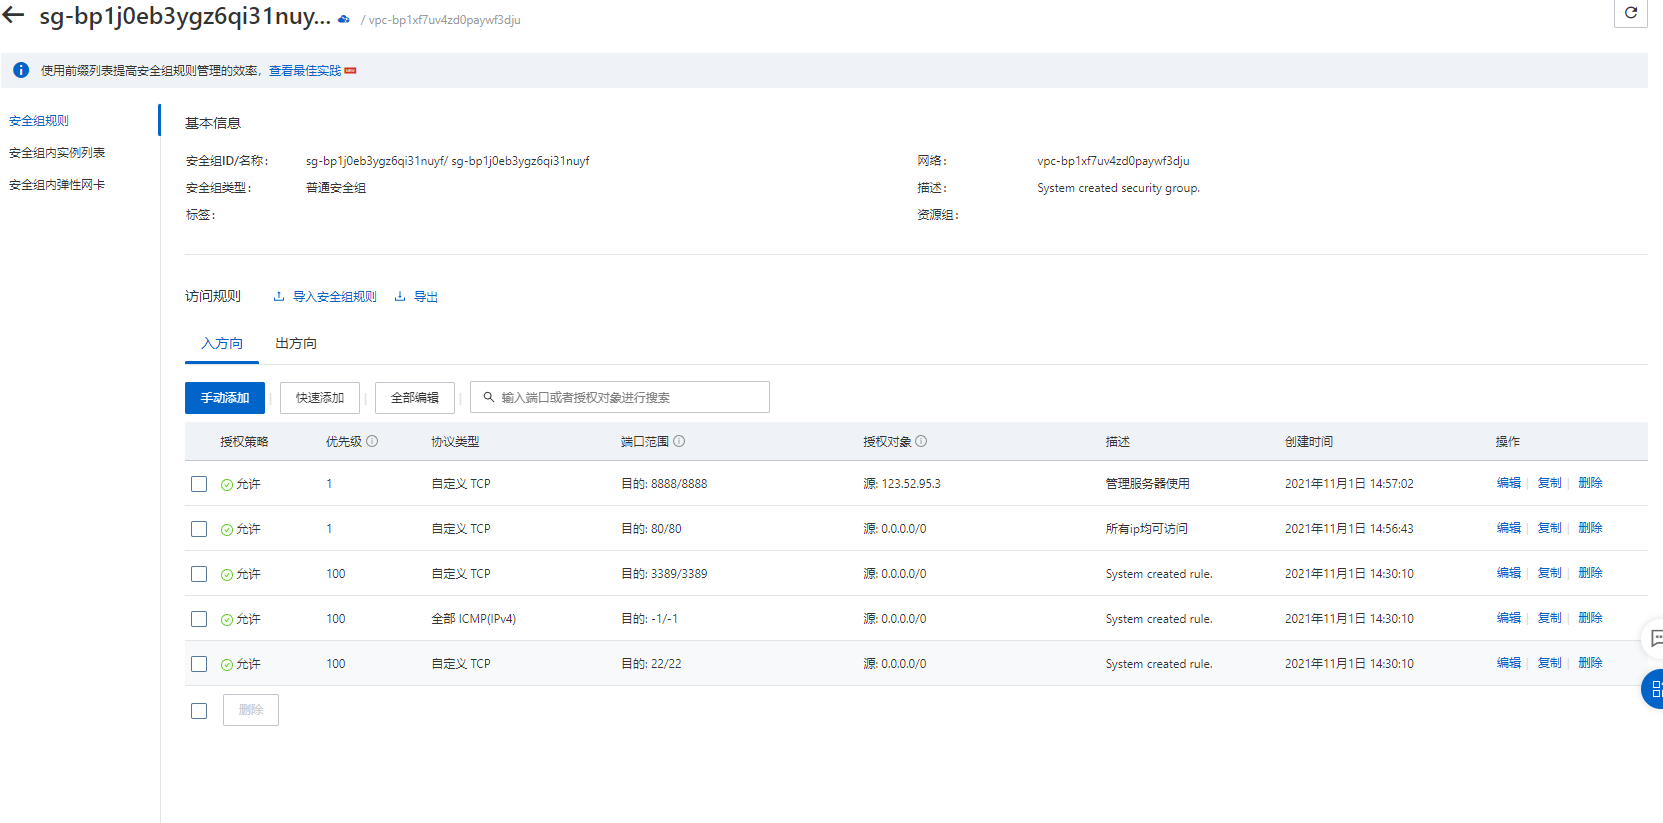 sg-bp1j0eb3ygz6qi31nuy... / vpc-bp1xf7uv4zd0paywf3dju
使用前缀列表提高安全组规则管理的效率，查看最佳实践
安全组规则
安全组内实例列表
安全组内弹性网卡
基本信息
安全组ID/名称： sg-bp1j0eb3ygz6qi31nuyf/ sg-bp1j0eb3ygz6qi31nuyf 网络： vpc-bp1xf7uv4zd0paywf3dju
安全组类型： 普通安全组 描述： System created security group.
标签： 资源组：
访问规则 导入安全组规则 导出
入方向 出方向
手动添加 快速添加 全部编辑 输入端口或者授权对象进行搜索
授权策略 优先级 协议类型 端口范围 授权对象 描述 创建时间 操作
允许 1 自定义 TCP 目的: 8888/8888 源: 123.52.95.3 管理服务器使用 2021年11月1日 14:57:02 编辑 复制 删除
允许 1 自定义 TCP 目的: 80/80 源: 0.0.0.0/0 所有ip均可访问 2021年11月1日 14:56:43 编辑 复制 删除
允许 100 自定义 TCP 目的: 3389/3389 源: 0.0.0.0/0 System created rule. 2021年11月1日 14:30:10 编辑 复制 删除
允许 100 全部 ICMP(IPv4) 目的: -1/-1 源: 0.0.0.0/0 System created rule. 2021年11月1日 14:30:10 编辑 复制 删除
允许 100 自定义 TCP 目的: 22/22 源: 0.0.0.0/0 System created rule. 2021年11月1日 14:30:10 编辑 复制 删除
删除